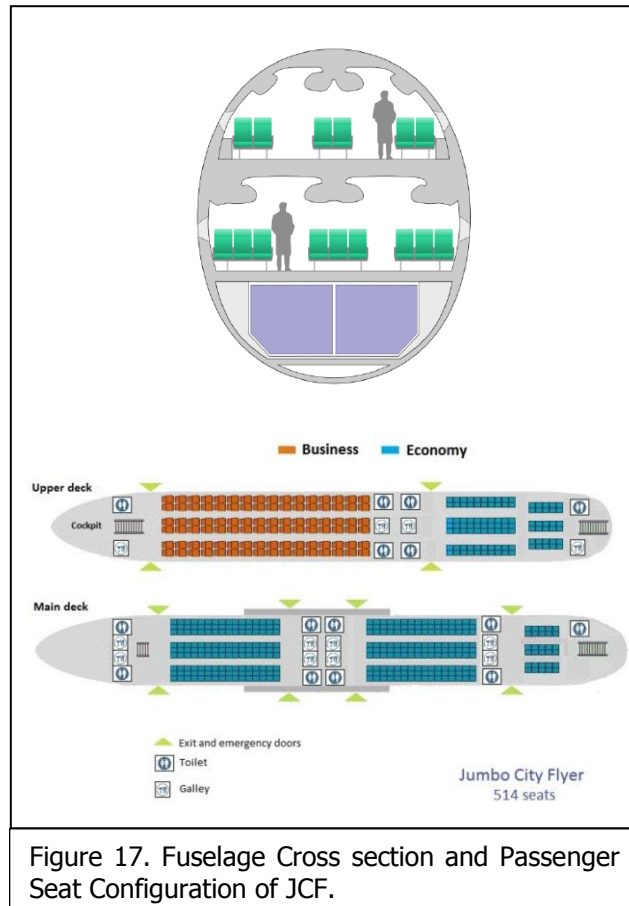 Business Economy
Upper deck
Cockpit
Main deck
Exit and emergency doors
Toilet
Galley
Jumbo City Flyer
514 seats
Figure 17. Fuselage Cross section and Passenger
Seat Configuration of JCF.